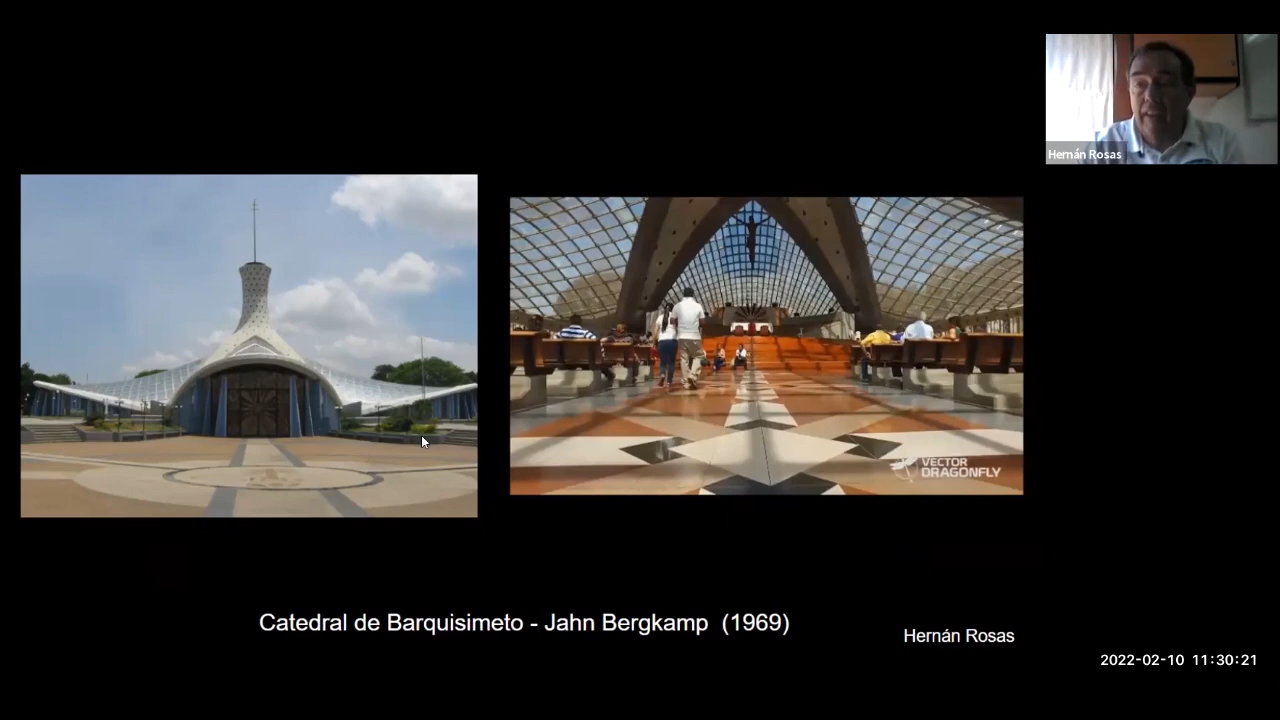 Hernán Rosas
VECTOR
DRAGONFLY
Catedral de Barquisimeto - Jahn Bergkamp (1969)
Hernán Rosas
2022-02-10 11:30:21